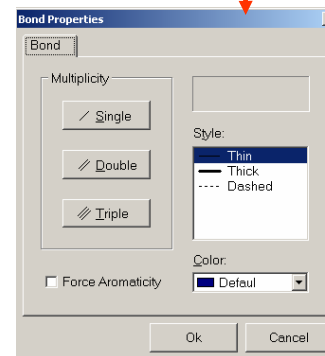 Bond Properties
Bond
Multiplicity
Single
Double
Triple
Style:
Thin
Thick
Dashed
Color:
Force Aromaticity
Defaul
Ok
Cancel